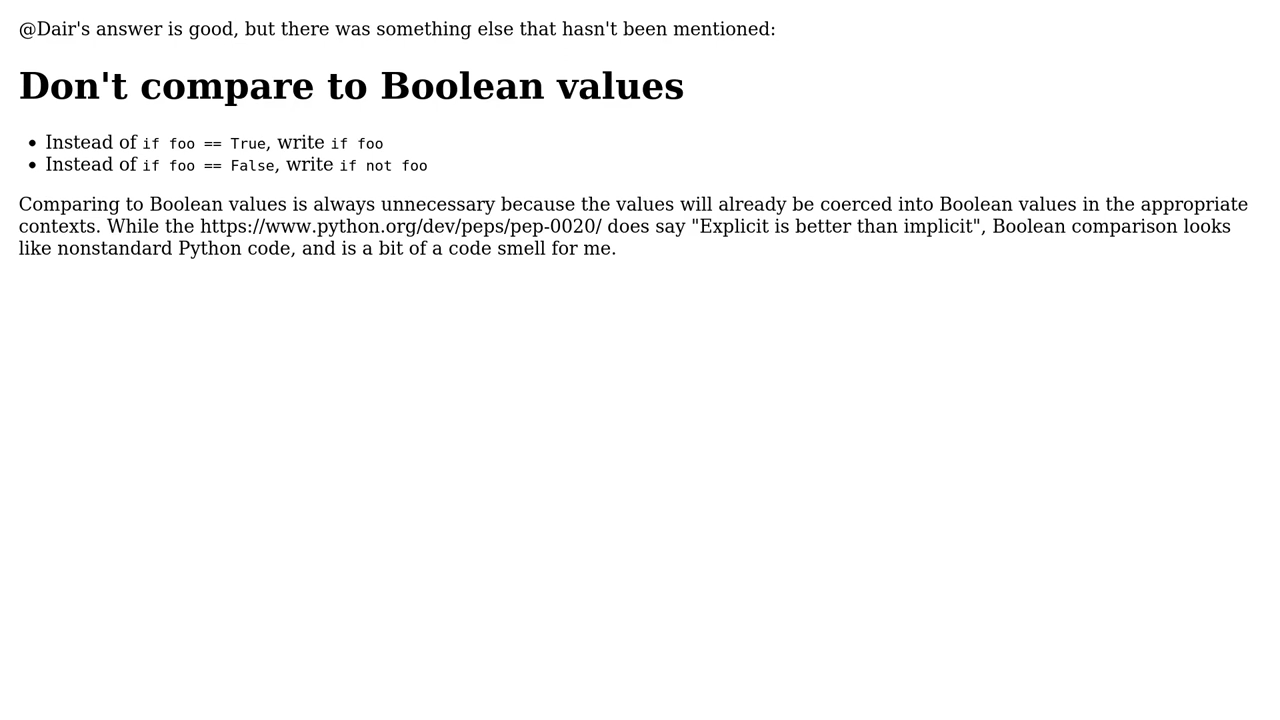 @Dair's answer is good, but there was something else that hasn't been mentioned:
Don't compare to Boolean values
• Instead of if foo == True, write if foo
• Instead of if foo == False, write if not foo
Comparing to Boolean values is always unnecessary because the values will already be coerced into Boolean values in the appropriate
contexts. While the https://www.python.org/dev/peps/pep-0020/ does say "Explicit is better than implicit", Boolean comparison looks
like nonstandard Python code, and is a bit of a code smell for me.